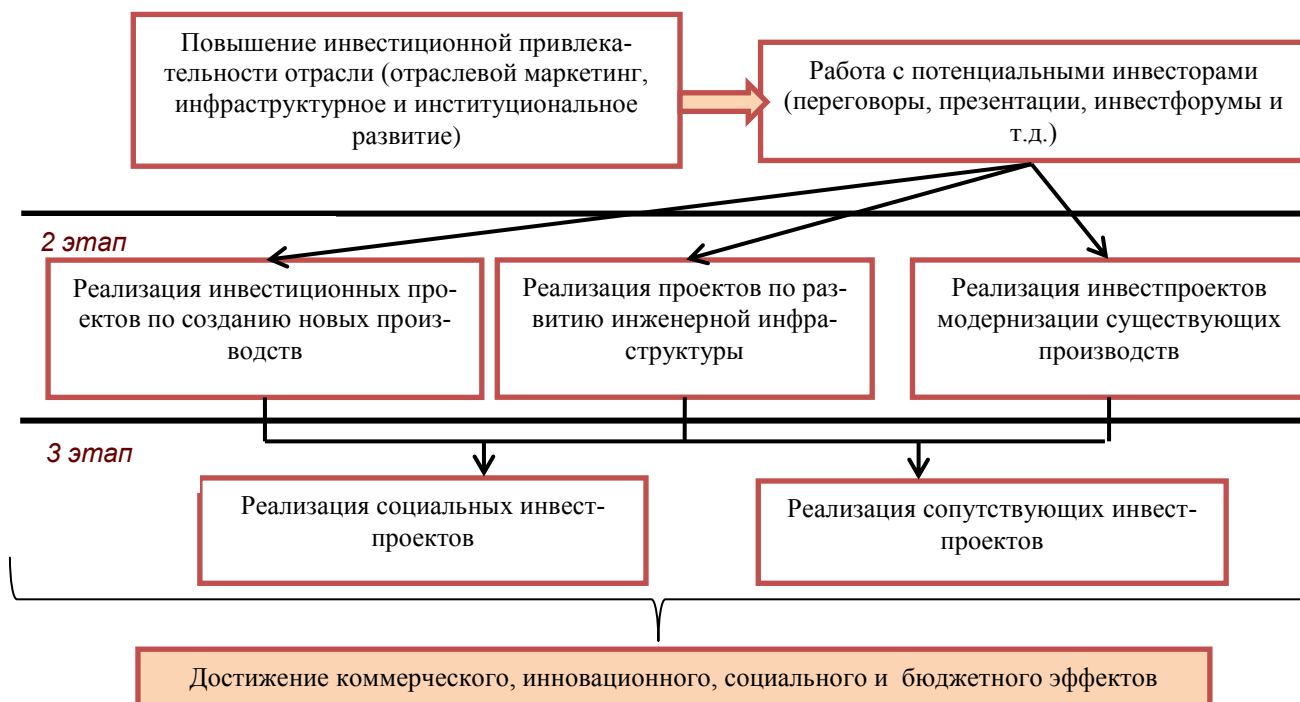 Повышение инвестиционной привлека-
тельности отрасли (отраслевой маркетинг,
инфраструктурное и институциональное
развитие)
Работа с потенциальными инвесторами
(переговоры, презентации, инвестфорумы и
т.д.)
2 этап
Реализация инвестиционных про-
ектов по созданию новых произ-
водств
Реализация проектов по раз-
витию инженерной инфра-
структуры
Реализация инвестпроектов
модернизации существующих
производств
3 этап
Реализация социальных инвест-
проектов
Реализация сопутствующих инвест-
проектов
Достижение коммерческого, инновационного, социального и бюджетного эффектов